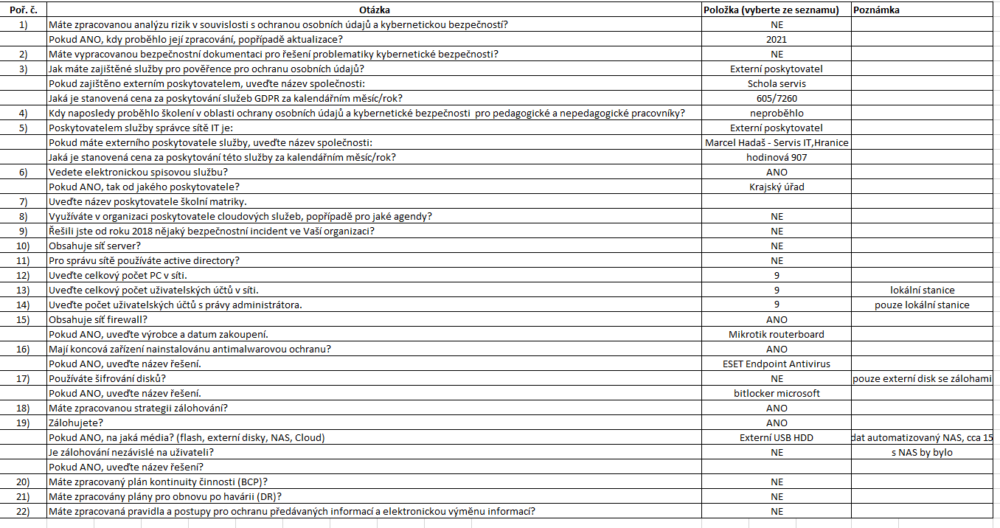 Poř. č. Otázka Položka (vyberte ze seznamu) Poznámka
1) Máte zpracovanou analýzu rizik v souvislosti s ochranou osobních údajů a kybernetickou bezpečností? NE
Pokud ANO, kdy proběhlo její zpracování, popřípadě aktualizace? 2021
2) Máte vypracovanou bezpečnostní dokumentaci pro řešení problematiky kybernetické bezpečnosti? NE
3) Jak máte zajištěné služby pro pověřence pro ochranu osobních údajů? Externí poskytovatel
Pokud zajištěno externím poskytovatelem, uveďte název společnosti: Schola servis
Jaká je stanovená cena za poskytování služeb GDPR za kalendářním měsíc/rok? 605/7260
4) Kdy naposledy proběhlo školení v oblasti ochrany osobních údajů a kybernetické bezpečnosti pro pedagogické a nepedagogické pracovníky? neproběhlo
5) Poskytovatelem služby správce sítě IT je: Externí poskytovatel
Pokud máte externího poskytovatele služby, uveďte název společnosti: Marcel Hadaš - Servis IT,Hranice
Jaká je stanovená cena za poskytování této služby za kalendářním měsíc/rok? hodinová 907
6) Vedete elektronickou spisovou službu? ANO
Pokud ANO, tak od jakého poskytovatele? Krajský úřad
7) Uveďte název poskytovatele školní matriky.
8) Využíváte v organizaci poskytovatele cloudových služeb, popřípadě pro jaké agendy? NE
9) Řešili jste od roku 2018 nějaký bezpečnostní incident ve Vaší organizaci? NE
10) Obsahuje síť server? NE
11) Pro správu sítě používáte active directory? NE
12) Uveďte celkový počet PC v síti. 9
13) Uveďte celkový počet uživatelských účtů v síti. 9 lokální stanice
14) Uveďte počet uživatelských účtů s právy administrátora. 9 pouze lokální stanice
15) Obsahuje síť firewall? ANO
Pokud ANO, uveďte výrobce a datum zakoupení. Mikrotik routerboard
16) Mají koncová zařízení nainstalovánu antimalwarovou ochranu? ANO
Pokud ANO, uveďte název řešení. ESET Endpoint Antivirus
17) Používáte šifrování disků? NE pouze externí disk se zálohami
Pokud ANO, uveďte název řešení. bitlocker microsoft
18) Máte zpracovanou strategii zálohování? ANO
19) Zálohujete? ANO
Pokud ANO, na jaká média? (flash, externí disky, NAS, Cloud) Externí USB HDD dat automatizovaný NAS, cca 15
Je zálohování nezávislé na uživateli? NE s NAS by bylo
Pokud ANO, uveďte název řešení?
20) Máte zpracovaný plán kontinuity činnosti (BCP)? NE
21) Máte zpracovány plány pro obnovu po havárii (DR)? NE
22) Máte zpracovaná pravidla a postupy pro ochranu předávaných informací a elektronickou výměnu informací? NE